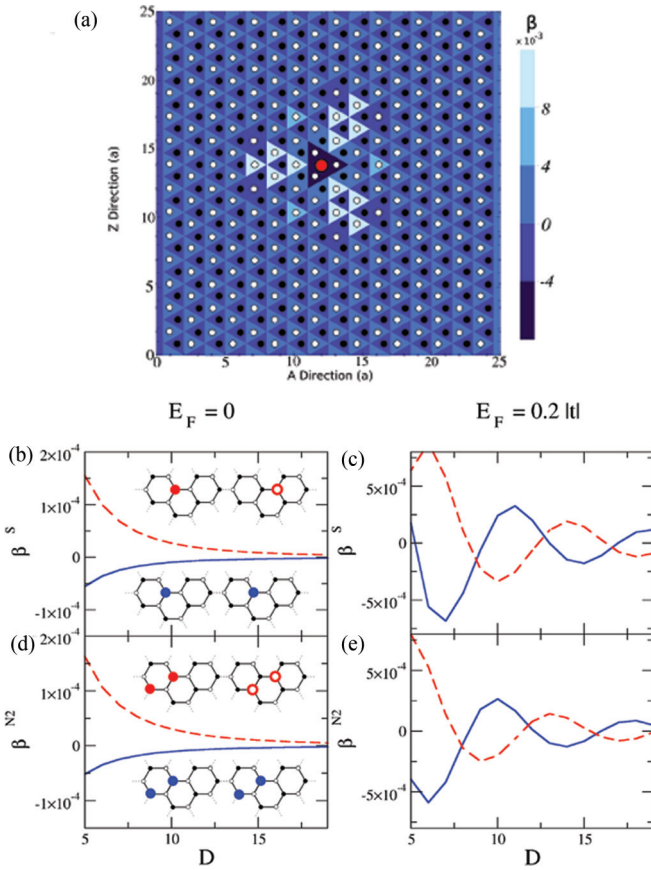 (a)
β
× 10⁻³
25
20
15
10
5
0
Z Direction (a)
0
5
10
15
20
25
A Direction (a)
8
4
0
-4
E_F = 0
E_F = 0.2 |t|
(b)
2×10⁻⁴
1×10⁻⁴
0
-1×10⁻⁴
β^S
(c)
5×10⁻⁴
0
-5×10⁻⁴
β^S
(d)
2×10⁻⁴
1×10⁻⁴
0
-1×10⁻⁴
β^N2
5
10
15
D
(e)
5×10⁻⁴
0
-5×10⁻⁴
β^N2
5
10
15
D